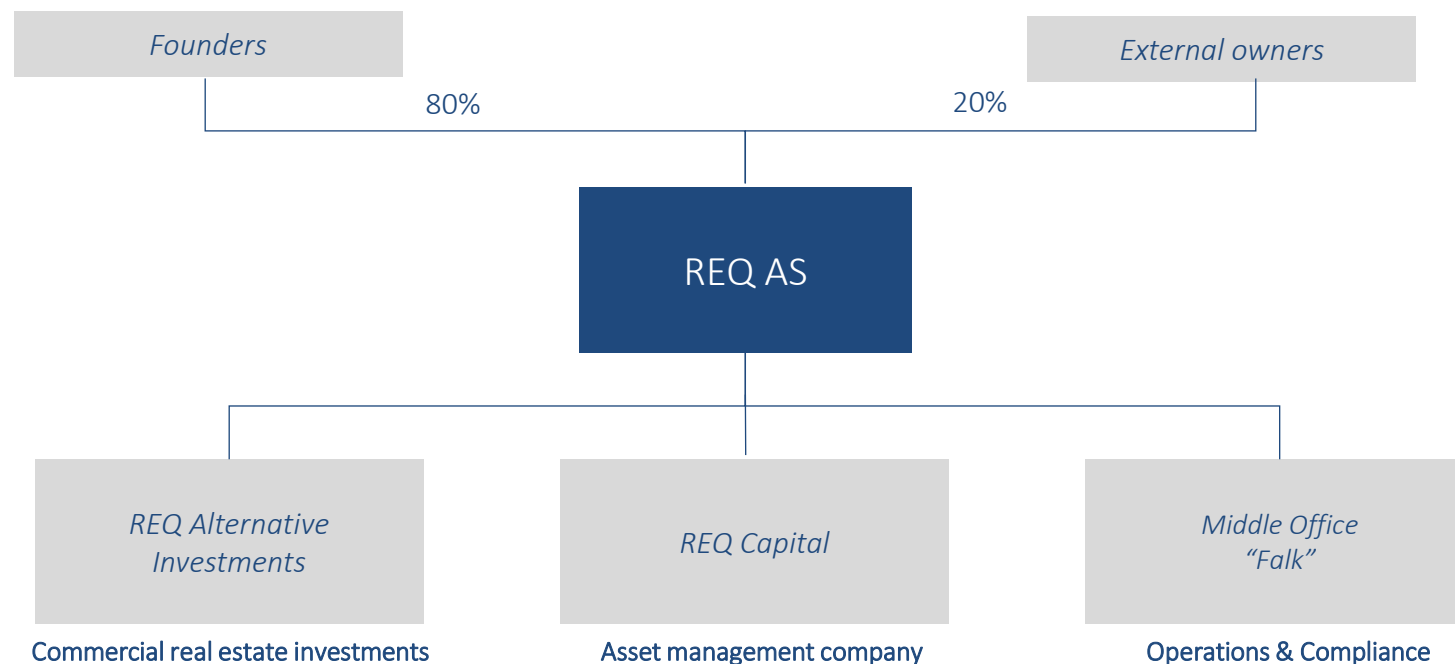 Founders
External owners
80%
20%
REQ AS
REQ Alternative
Investments
REQ Capital
Middle Office
“Falk”
Commercial real estate investments
Asset management company
Operations & Compliance